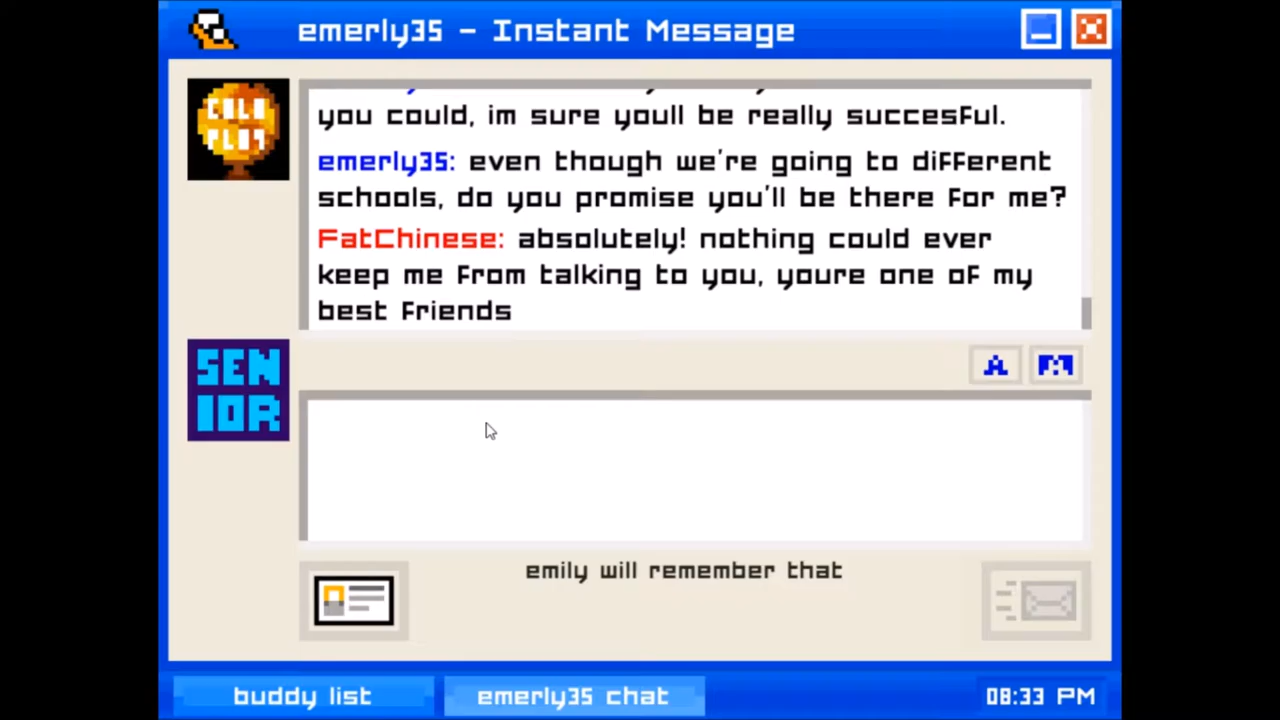 emerly35 - Instant Message
COLD
PLAY
you could, im sure youll be really succesful.
emerly35: even though we're going to different
schools, do you promise you'll be there for me?
FatChinese: absolutely! nothing could ever
keep me from talking to you, youre one of my
best friends
SEN
IOR
A
emily will remember that
buddy list
emerly35 chat
08:33 PM